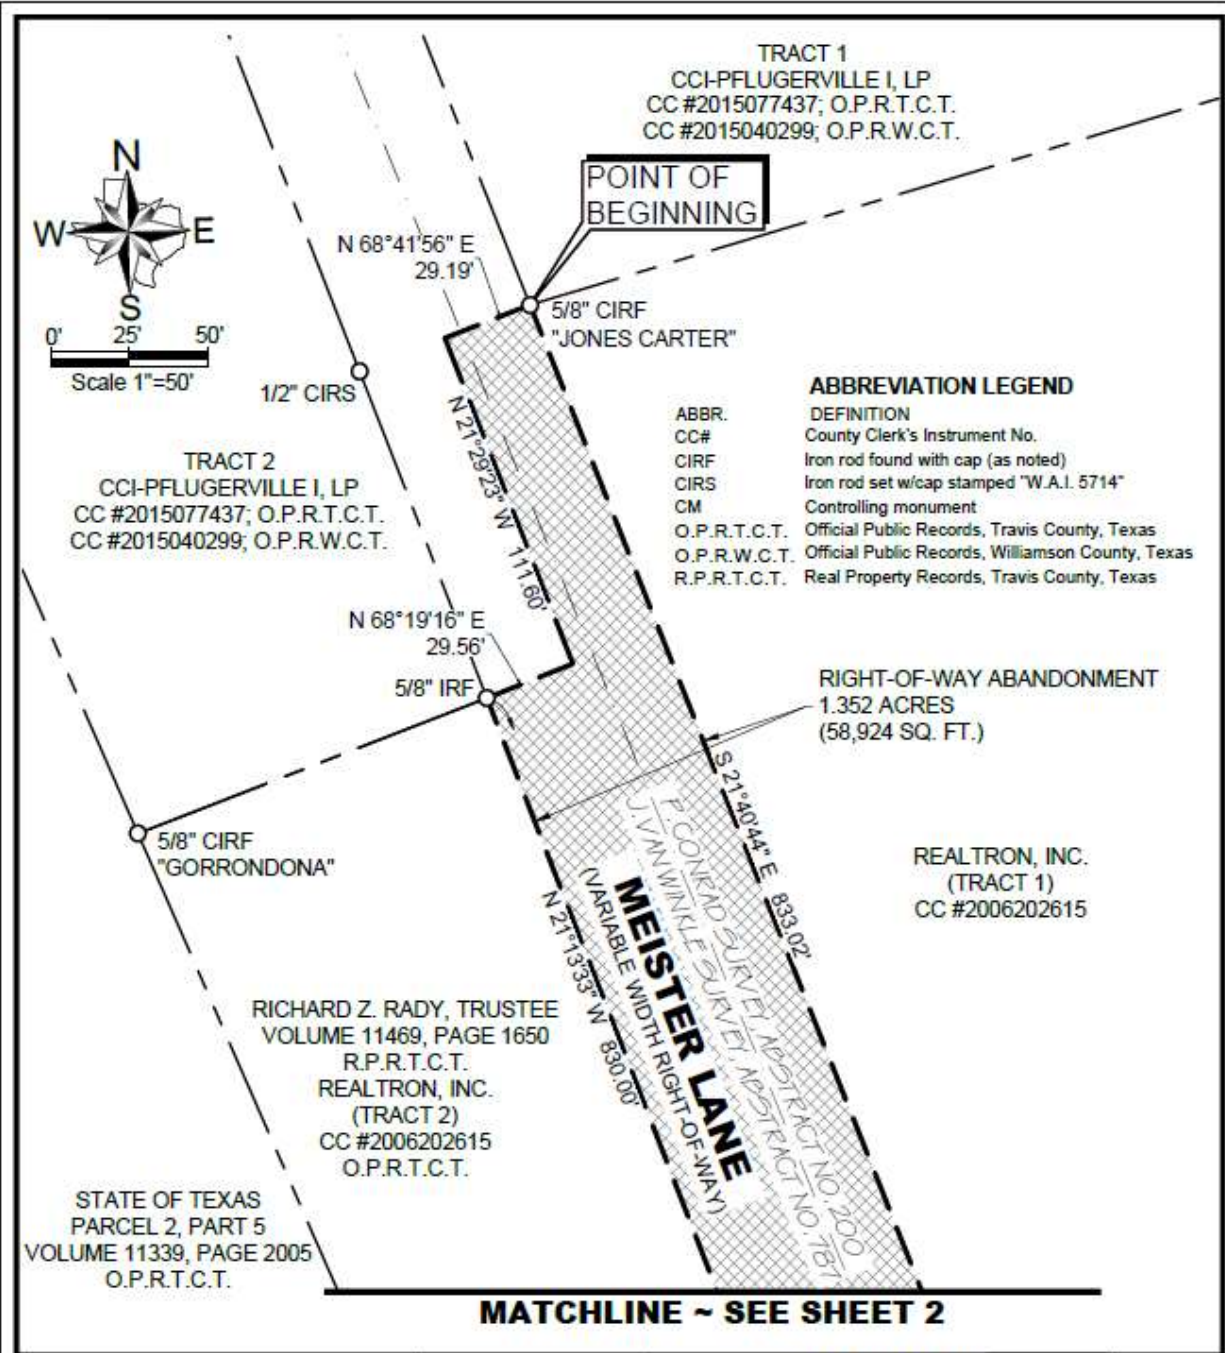 TRACT 1
CCI-PFLUGERVILLE I, LP
CC #2015077437; O.P.R.T.C.T.
CC #2015040299; O.P.R.W.C.T.
POINT OF
BEGINNING
N
W
E
S
0' 25' 50'
Scale 1"=50'
N 68°41'56" E
29.19'
5/8" CIRF
"JONES CARTER"
1/2" CIRS
ABBREVIATION LEGEND
ABBR. DEFINITION
CC# County Clerk's Instrument No.
CIRF Iron rod found with cap (as noted)
CIRS Iron rod set w/cap stamped "W.A.I. 5714"
CM Controlling monument
O.P.R.T.C.T. Official Public Records, Travis County, Texas
O.P.R.W.C.T. Official Public Records, Williamson County, Texas
R.P.R.T.C.T. Real Property Records, Travis County, Texas
TRACT 2
CCI-PFLUGERVILLE I, LP
CC #2015077437; O.P.R.T.C.T.
CC #2015040299; O.P.R.W.C.T.
N 21°29'23" W 111.60'
N 68°19'16" E
29.56'
5/8" IRF
RIGHT-OF-WAY ABANDONMENT
1.352 ACRES
(58,924 SQ. FT.)
5/8" CIRF
"GORRONDONA"
S 21°40'44" E 833.02'
P. CONRAD SURVEY, ABSTRACT NO. 200
J. VAN WINKLE SURVEY, ABSTRACT NO. 787
MEISTER LANE
(VARIABLE WIDTH RIGHT-OF-WAY)
N 21°13'33" W 830.00'
REALTRON, INC.
(TRACT 1)
CC #2006202615
RICHARD Z. RADY, TRUSTEE
VOLUME 11469, PAGE 1650
R.P.R.T.C.T.
REALTRON, INC.
(TRACT 2)
CC #2006202615
O.P.R.T.C.T.
STATE OF TEXAS
PARCEL 2, PART 5
VOLUME 11339, PAGE 2005
O.P.R.T.C.T.
MATCHLINE ~ SEE SHEET 2